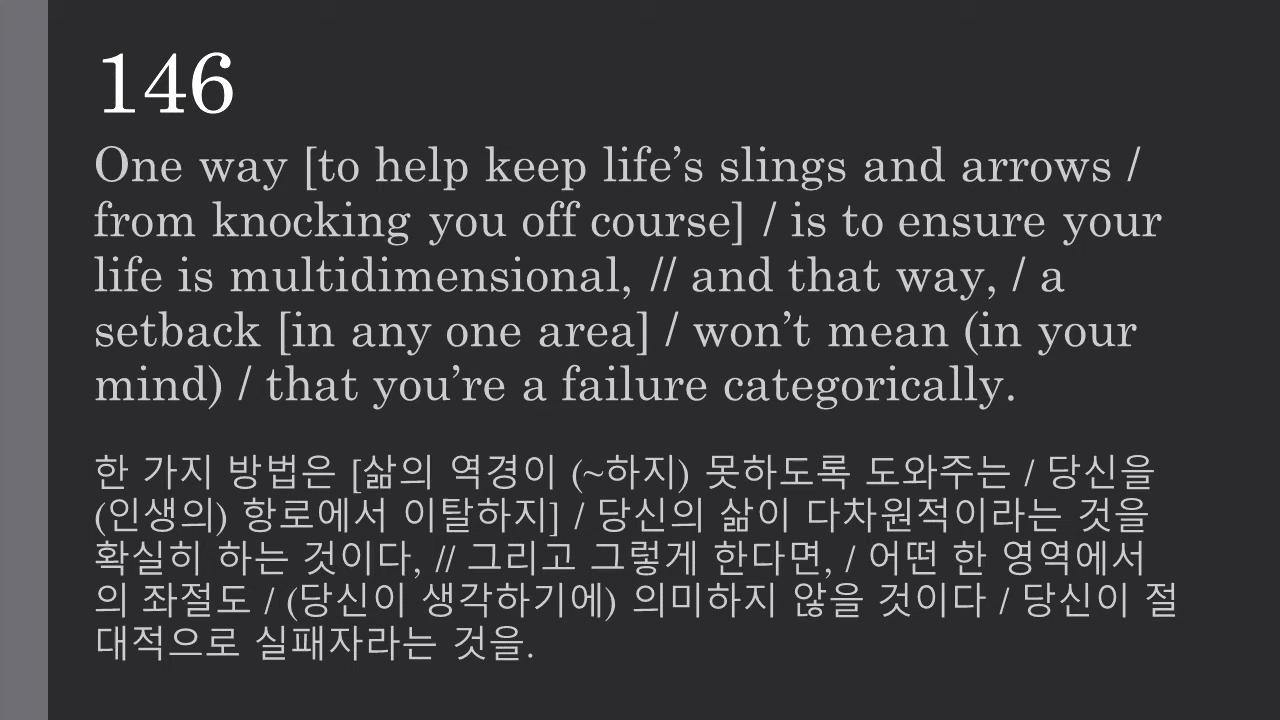 146
One way [to help keep life’s slings and arrows /
from knocking you off course] / is to ensure your
life is multidimensional, // and that way, / a
setback [in any one area] / won’t mean (in your
mind) / that you’re a failure categorically.
한 가지 방법은 [삶의 역경이 (~하지) 못하도록 도와주는 / 당신을
(인생의) 항로에서 이탈하지] / 당신의 삶이 다차원적이라는 것을
확실히 하는 것이다, // 그리고 그렇게 한다면, / 어떤 한 영역에서
의 좌절도 / (당신이 생각하기에) 의미하지 않을 것이다 / 당신이 절
대적으로 실패자라는 것을.